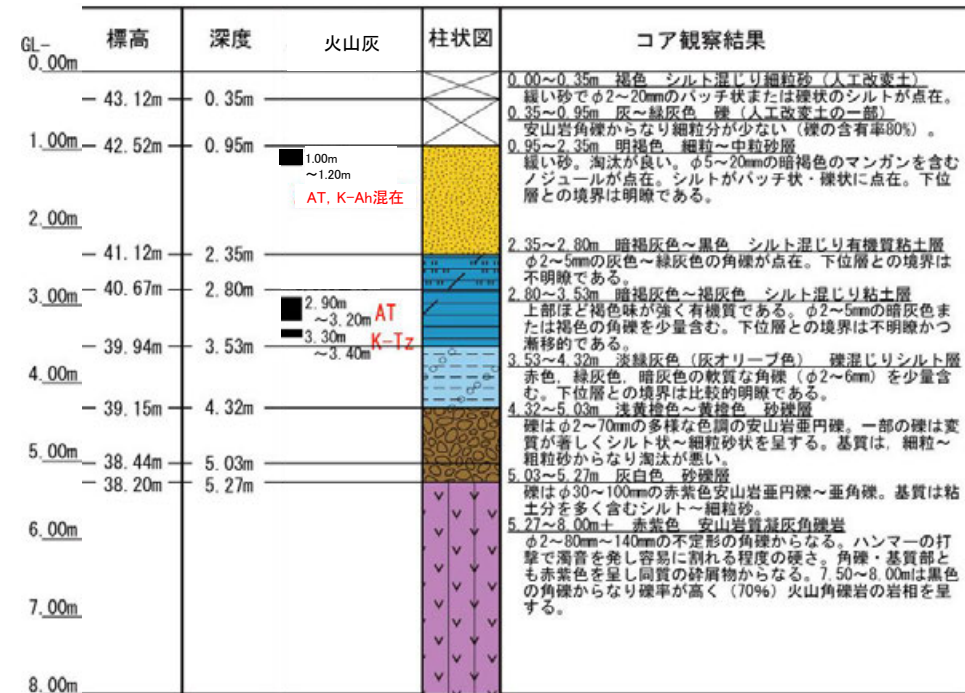 標高 深度 火山灰 柱状図 コア観察結果
GL-
0.00m
0.00～0.35m 褐色 シルト混じり細粒砂（人工改変土）
緩い砂でφ2～20mmのパッチ状または礫状のシルトが点在。
43.12m 0.35m
0.35～0.95m 灰～緑灰色 礫（人工改変土の一部）
安山岩角礫からなり細粒分が少ない（礫の含有率80%）。
1.00m
42.52m 0.95m
0.95～2.35m 明褐色 細粒～中粒砂層
緩い砂。淘汰が良い。φ5～20mmの暗褐色のマンガンを含む
ノジュールが点在。シルトがパッチ状・礫状に点在。下位
層との境界は明瞭である。
1.00m
～1.20m
AT, K-Ah混在
2.00m
41.12m 2.35m
2.35～2.80m 暗褐灰色～黒色 シルト混じり有機質粘土層
φ2～5mmの灰色～緑灰色の角礫が点在。下位層との境界は
不明瞭である。
40.67m 2.80m
3.00m
2.80～3.53m 暗褐灰色～褐灰色 シルト混じり粘土層
上部ほど褐色味が強く有機質である。φ2～5mmの暗灰色ま
たは褐色の角礫を少量含む。下位層との境界は不明瞭かつ
漸移的である。
2.90m
～3.20m AT
3.30m K-Tz
～3.40m
39.94m 3.53m
3.53～4.32m 淡緑灰色（灰オリーブ色） 礫混じりシルト層
赤色，緑灰色，暗灰色の軟質な角礫（φ2～6mm）を少量含
む。下位層との境界は比較的明瞭である。
4.00m
39.15m 4.32m
4.32～5.03m 浅黄橙色～黄橙色 砂礫層
礫はφ2～70mmの多様な色調の安山岩亜円礫。一部の礫は変
質が著しくシルト状～細粒砂状を呈する。基質は，細粒～
粗粒砂からなり淘汰が悪い。
5.00m
38.44m 5.03m
5.03～5.27m 灰白色 砂礫層
礫はφ30～100mmの赤紫色安山岩亜円礫～亜角礫。基質は粘
土分を多く含むシルト～細粒砂。
38.20m 5.27m
5.27～8.00m＋ 赤紫色 安山岩質凝灰角礫岩
φ2～80mm～140mmの不定形の角礫からなる。ハンマーの打
撃で濁音を発し容易に割れる程度の硬さ。角礫・基質部と
も赤紫色を呈し同質の砕屑物からなる。7.50～8.00mは黒色
の角礫からなり礫率が高く（70%）火山角礫岩の岩相を呈
する。
6.00m
7.00m
8.00m